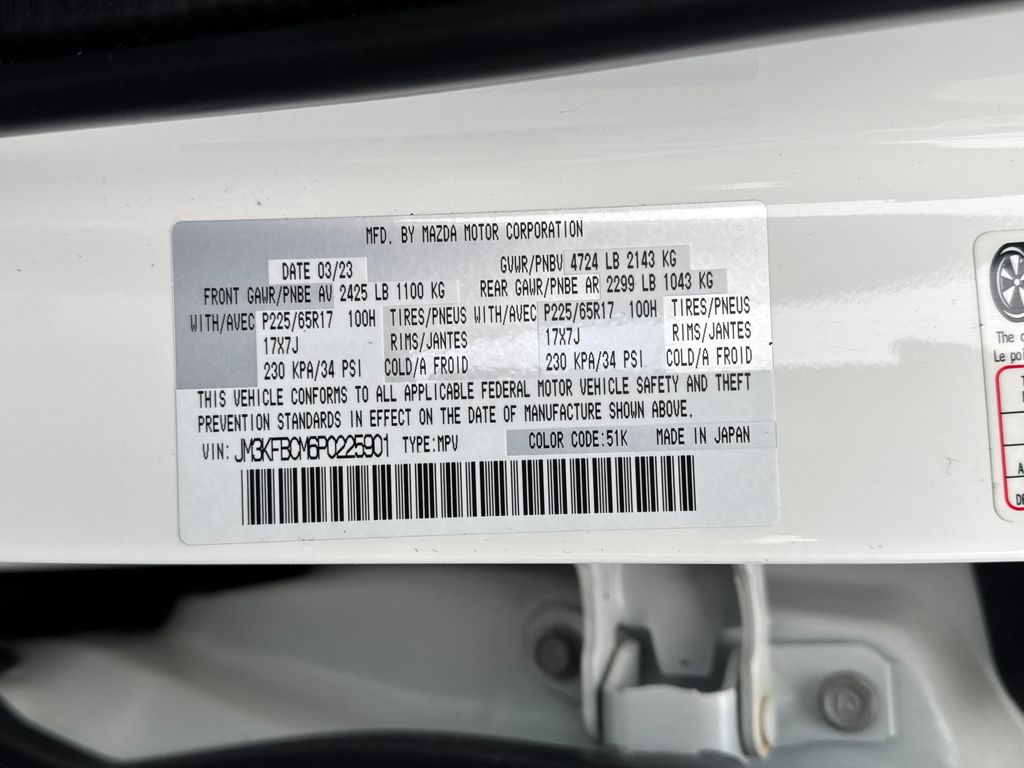 MFD. BY MAZDA MOTOR CORPORATION
DATE 03/23 GVWR/PNBV 4724 LB 2143 KG
FRONT GAWR/PNBE AV 2425 LB 1100 KG REAR GAWR/PNBE AR 2299 LB 1043 KG
WITH/AVEC P225/65R17 100H TIRES/PNEUS WITH/AVEC P225/65R17 100H TIRES/PNEUS
17X7J RIMS/JANTES 17X7J RIMS/JANTES
230 KPA/34 PSI COLD/A FROID 230 KPA/34 PSI COLD/A FROID
THIS VEHICLE CONFORMS TO ALL APPLICABLE FEDERAL MOTOR VEHICLE SAFETY AND THEFT
PREVENTION STANDARDS IN EFFECT ON THE DATE OF MANUFACTURE SHOWN ABOVE.
VIN: JM3KFBCM6P0225901 TYPE:MPV COLOR CODE:51K MADE IN JAPAN
The
Le